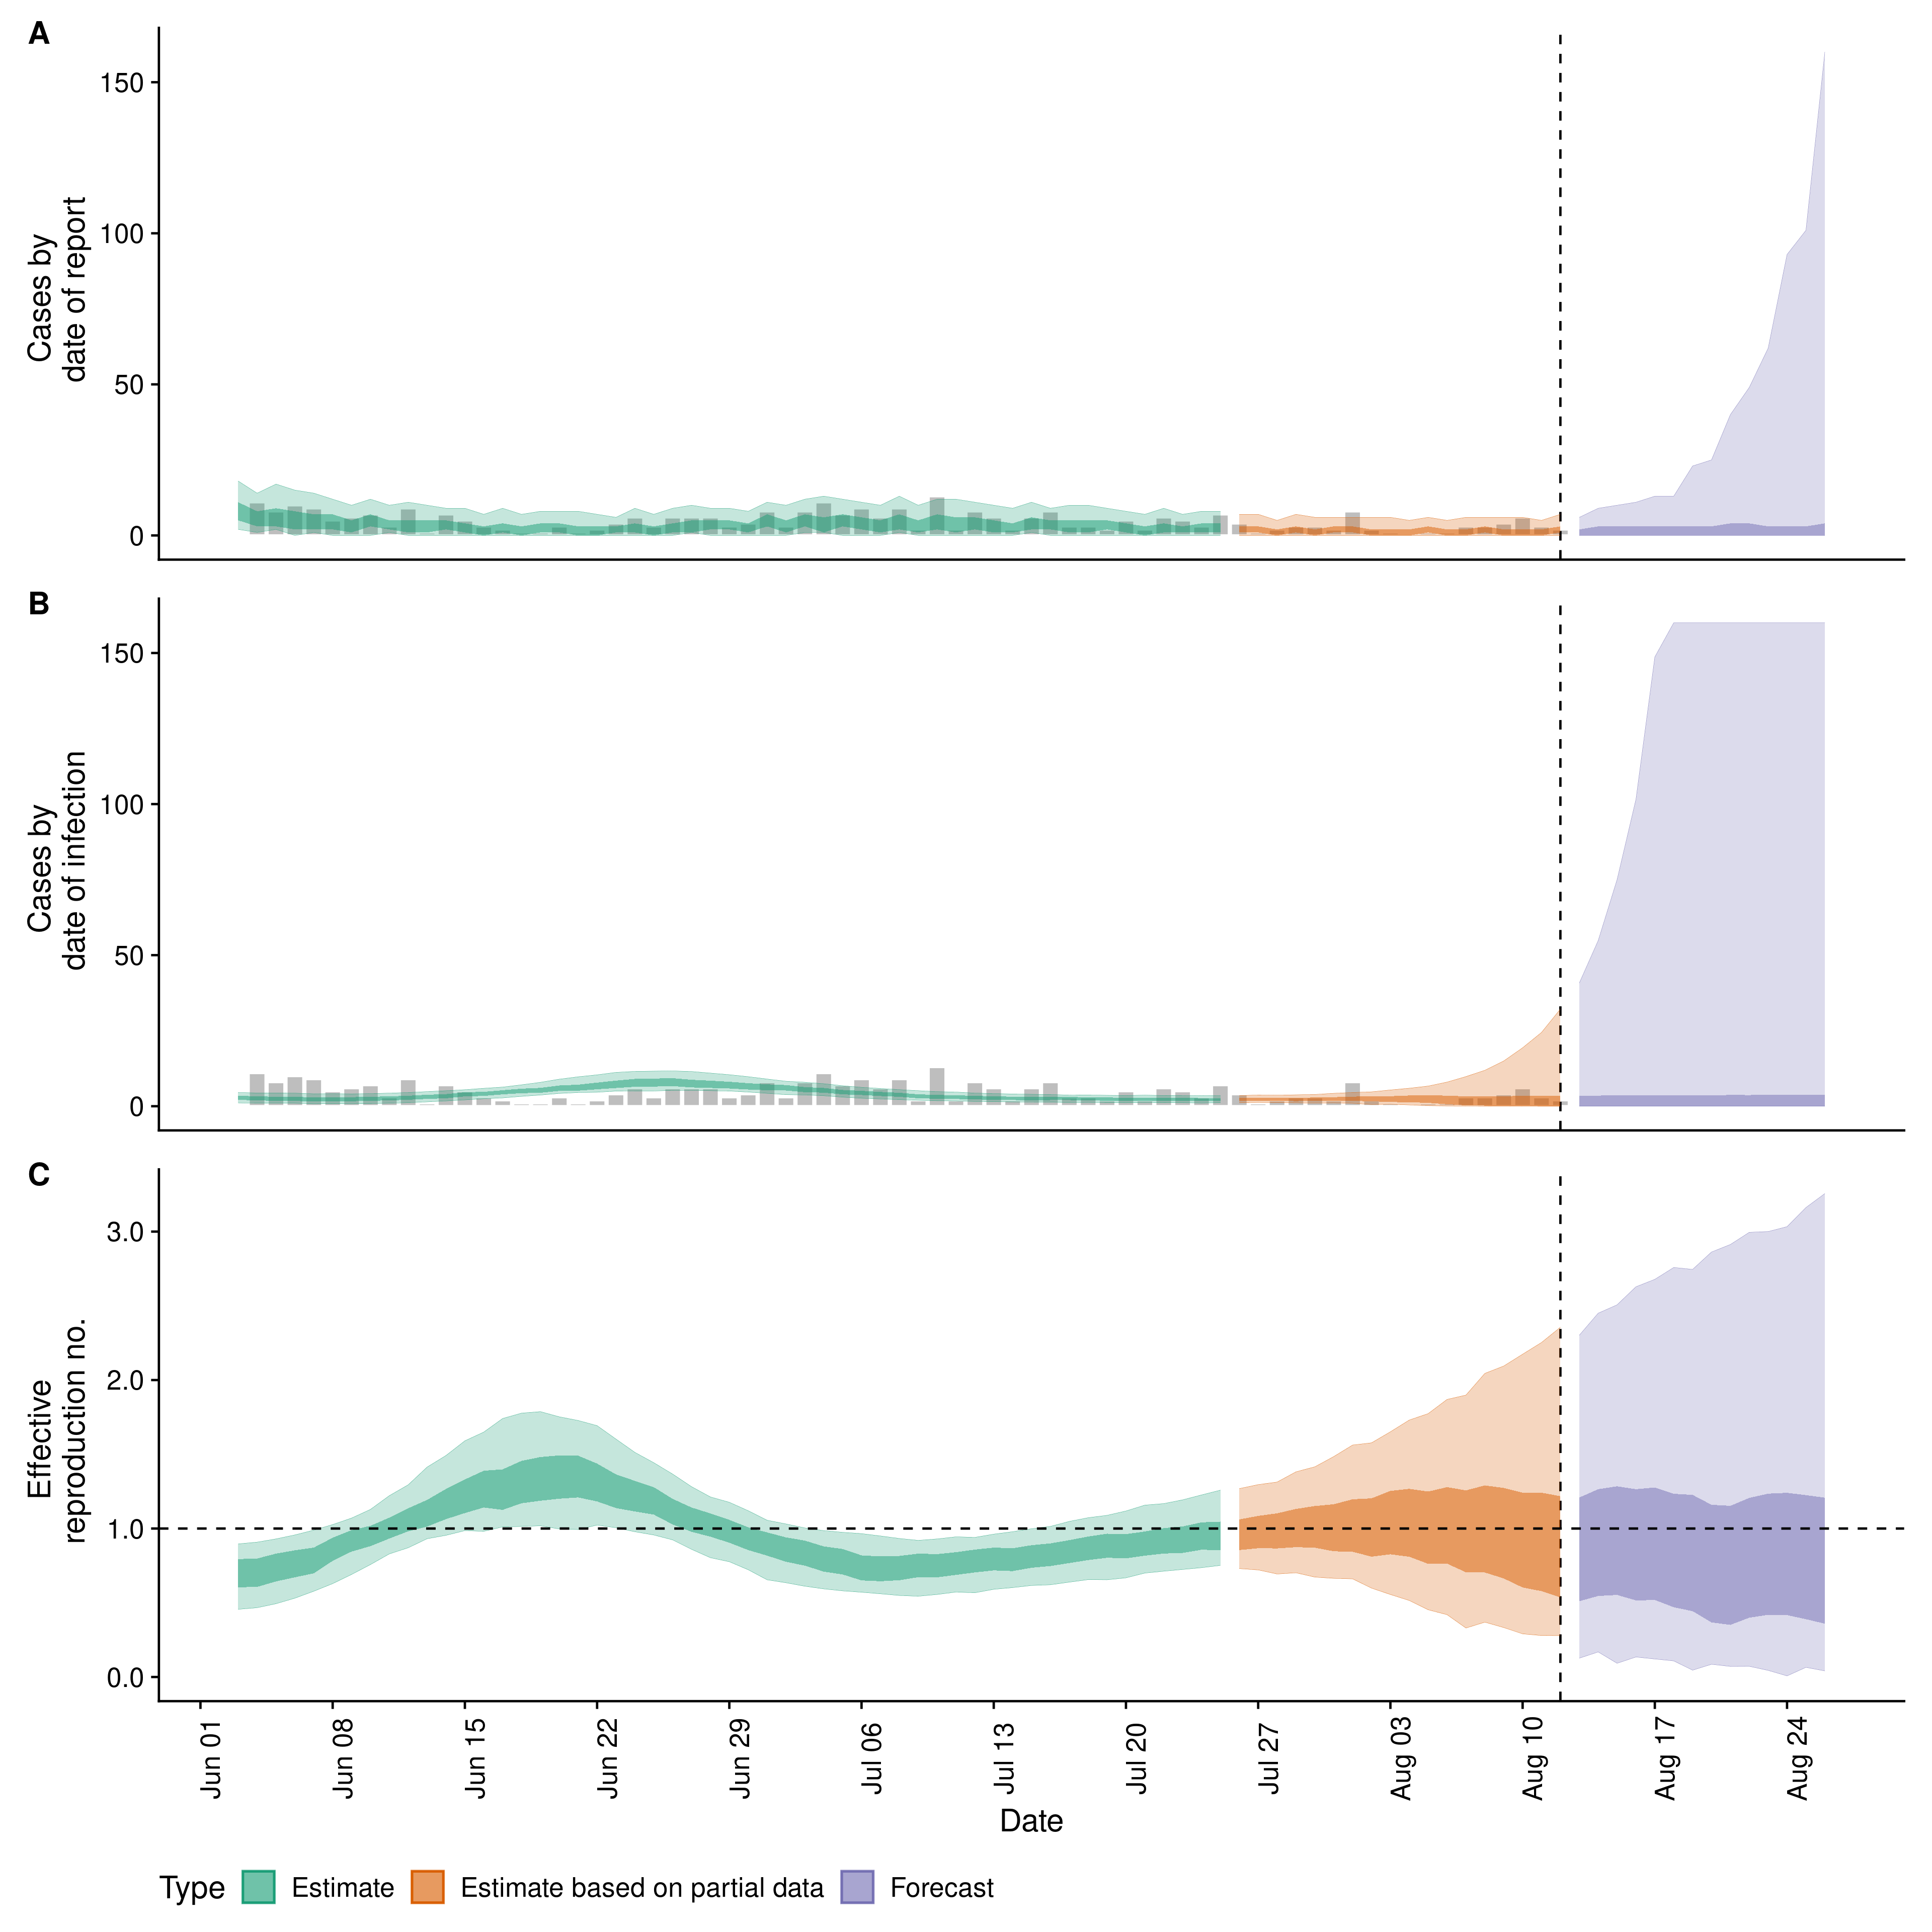 A
Cases by
date of report
150
100
50
0
B
Cases by
date of infection
150
100
50
0
C
Effective
reproduction no.
3.0
2.0
1.0
0.0
Jun 01
Jun 08
Jun 15
Jun 22
Jun 29
Jul 06
Jul 13
Jul 20
Jul 27
Aug 03
Aug 10
Aug 17
Aug 24
Date
Type Estimate Estimate based on partial data Forecast